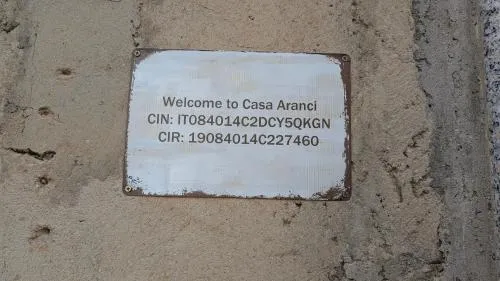 Welcome to Casa Aranci
CIN: IT084014C2DCY5QKGN
CIR: 19084014C227460